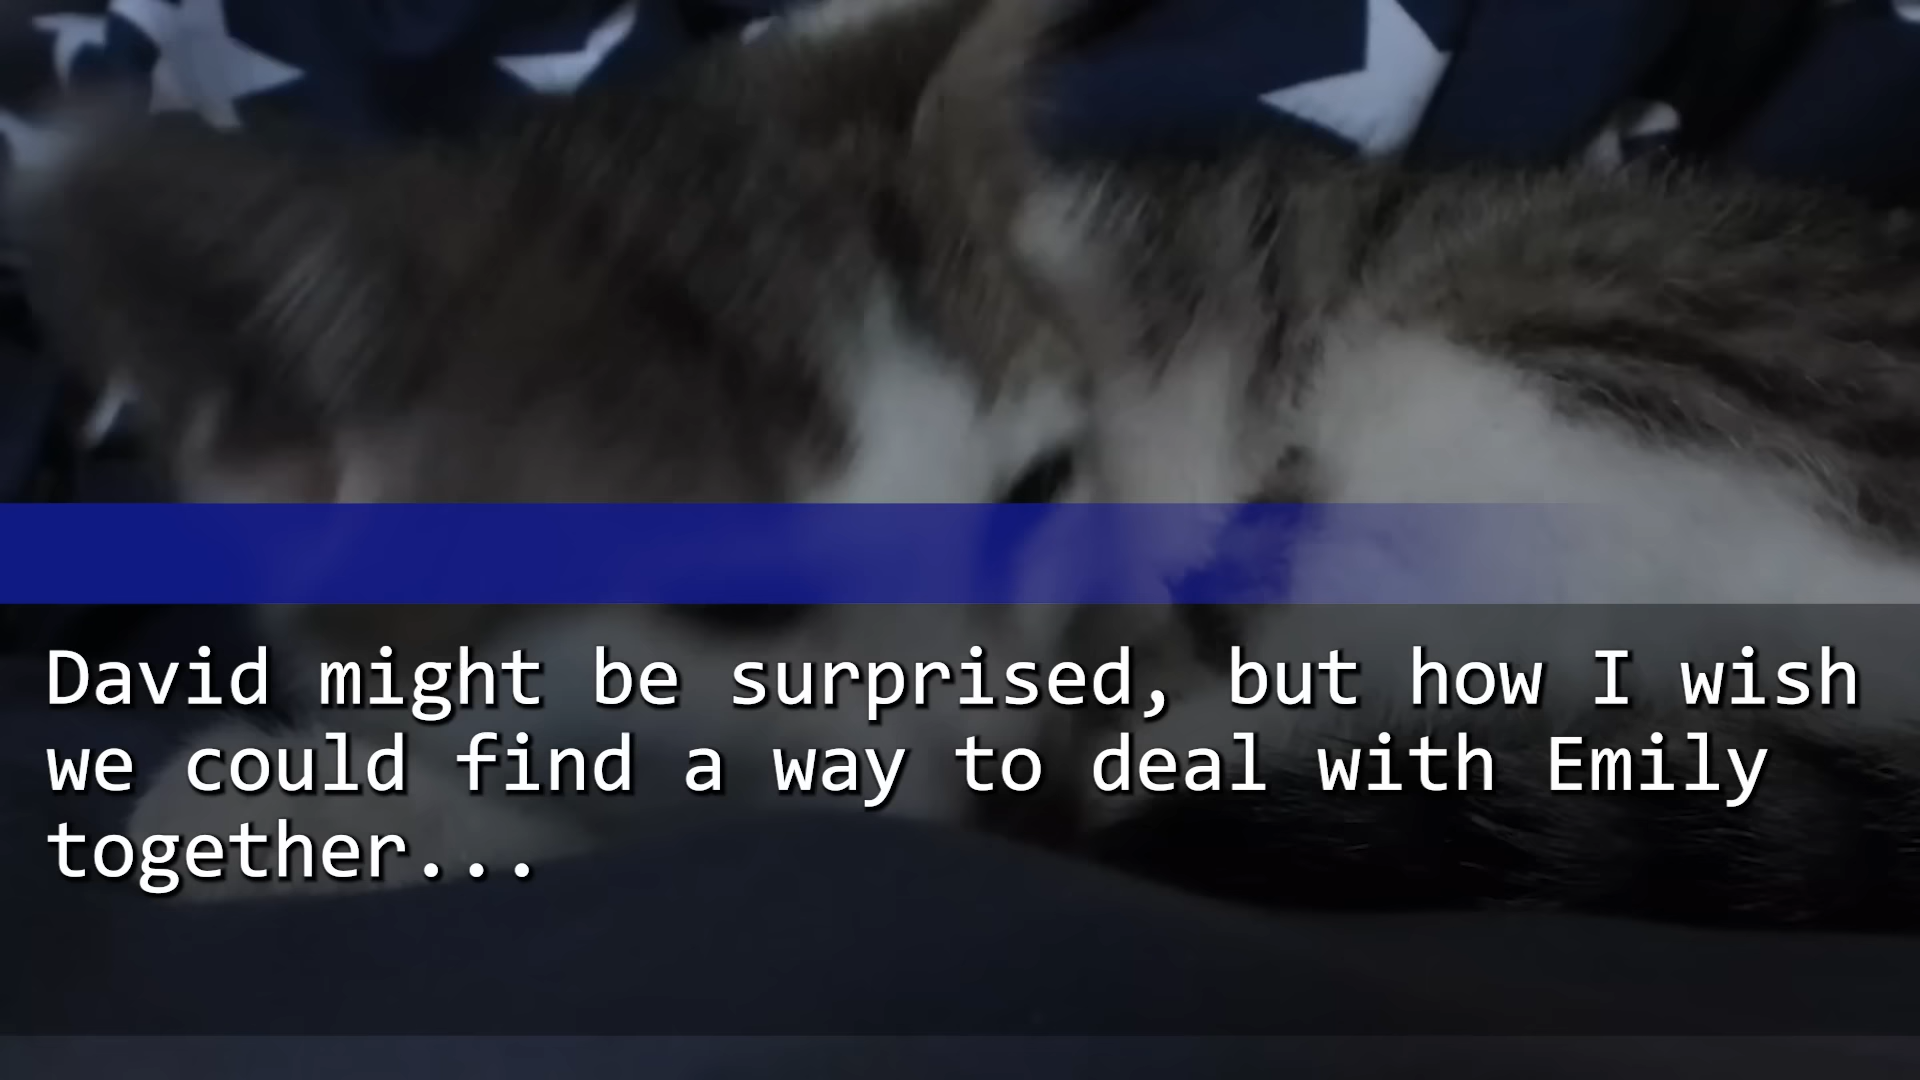 David might be surprised, but how I wish
we could find a way to deal with Emily
together...